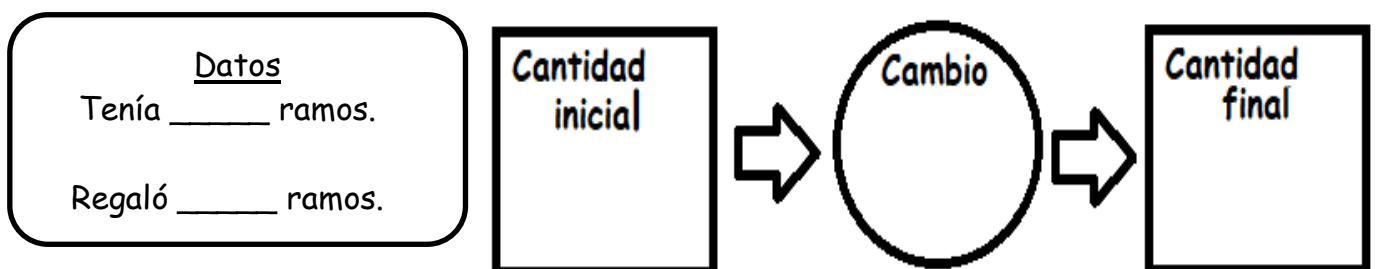 Datos
Tenía _____ ramos.
Regaló _____ ramos.
Cantidad
inicial
Cambio
Cantidad
final